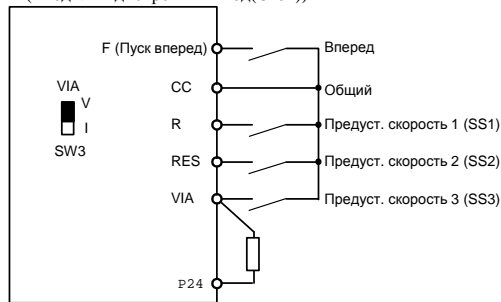 F (Пуск вперед)
Вперед
VIA
V
I
SW3
CC
Общий
R
Предуст. скорость 1 (SS1)
RES
Предуст. скорость 2 (SS2)
VIA
Предуст. скорость 3 (SS3)
P24